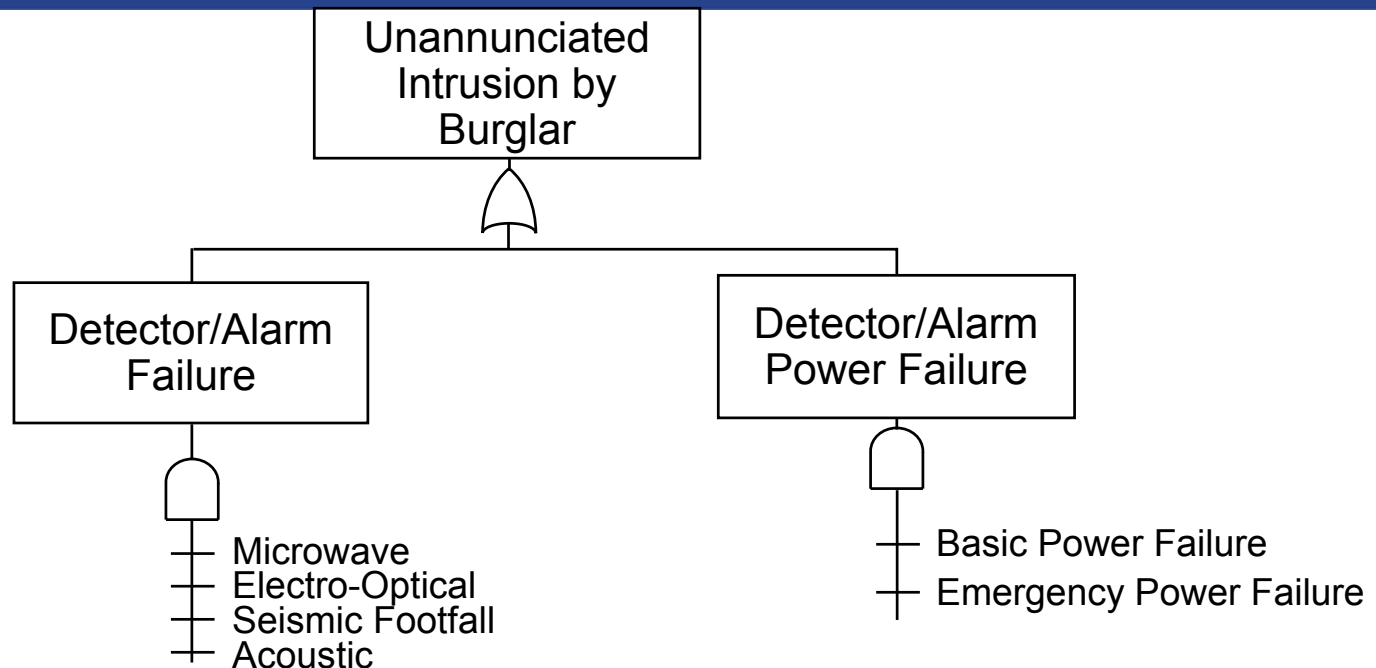 Unannunciated
Intrusion by
Burglar
Detector/Alarm
Failure
Detector/Alarm
Power Failure
Microwave
Electro-Optical
Seismic Footfall
Acoustic
Basic Power Failure
Emergency Power Failure